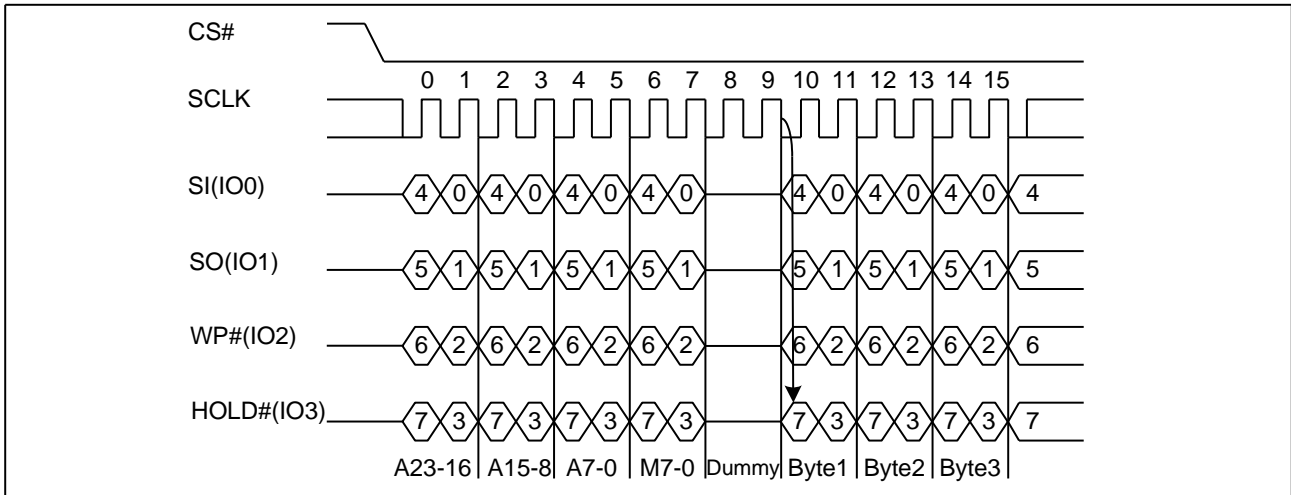 CS#
0 1 2 3 4 5 6 7 8 9 10 11 12 13 14 15
SCLK
SI(IO0) 4 0 4 0 4 0 4 0 4 0 4 0 4 0 4
SO(IO1) 5 1 5 1 5 1 5 1 5 1 5 1 5 1 5
WP#(IO2) 6 2 6 2 6 2 6 2 6 2 6 2 6 2 6
HOLD#(IO3) 7 3 7 3 7 3 7 3 7 3 7 3 7 3 7
A23-16 A15-8 A7-0 M7-0 Dummy Byte1 Byte2 Byte3